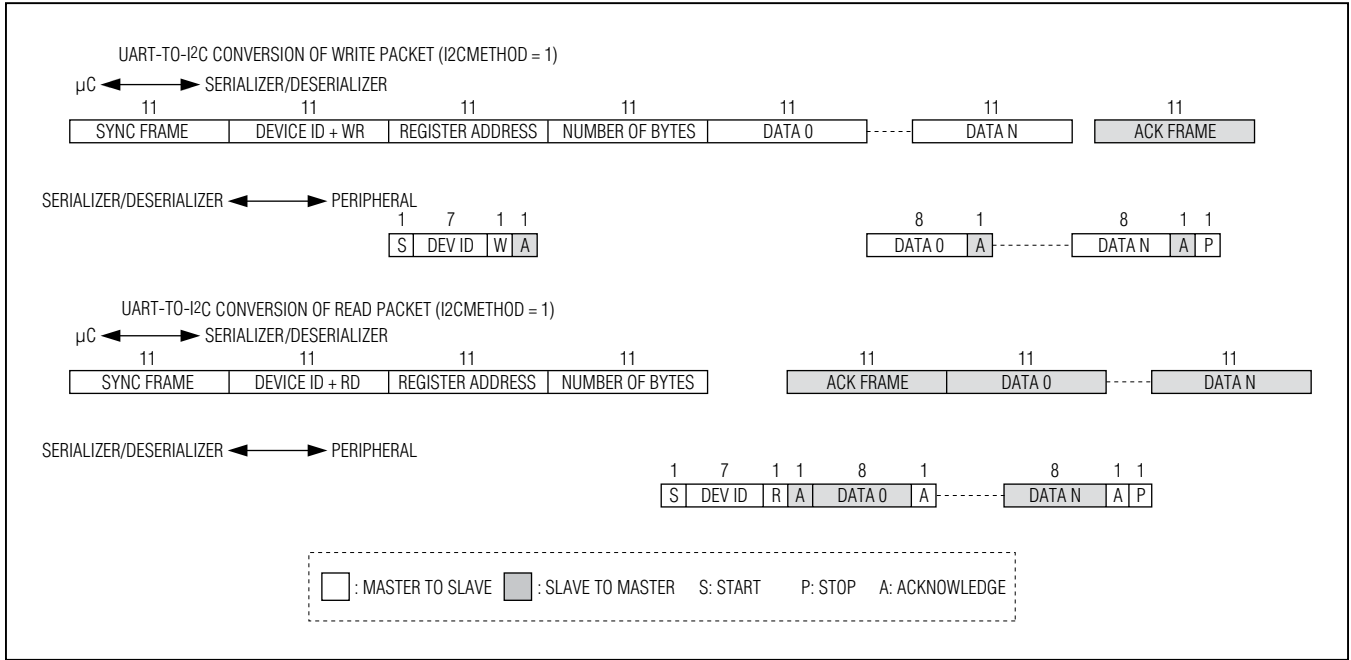 UART-TO-I2C CONVERSION OF WRITE PACKET (I2CMETHOD = 1)
µC SERIALIZER/DESERIALIZER
11 11 11 11 11 11 11
SYNC FRAME DEVICE ID + WR REGISTER ADDRESS NUMBER OF BYTES DATA 0 DATA N ACK FRAME
SERIALIZER/DESERIALIZER PERIPHERAL
1 7 1 1 8 1 8 1 1
S DEV ID W A DATA 0 A DATA N A P
UART-TO-I2C CONVERSION OF READ PACKET (I2CMETHOD = 1)
µC SERIALIZER/DESERIALIZER
11 11 11 11 11 11 11
SYNC FRAME DEVICE ID + RD REGISTER ADDRESS NUMBER OF BYTES ACK FRAME DATA 0 DATA N
SERIALIZER/DESERIALIZER PERIPHERAL
1 7 1 1 8 1 8 1 1
S DEV ID R A DATA 0 A DATA N A P
: MASTER TO SLAVE : SLAVE TO MASTER S: START P: STOP A: ACKNOWLEDGE